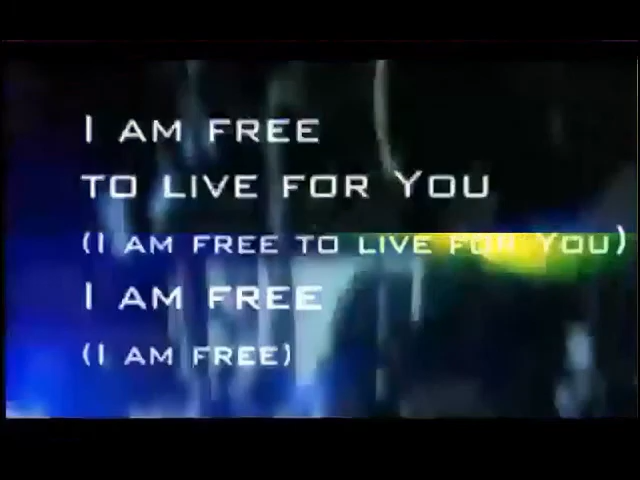 I AM FREE
TO LIVE FOR YOU
(I AM FREE TO LIVE FOR YOU)
I AM FREE
(I AM FREE)